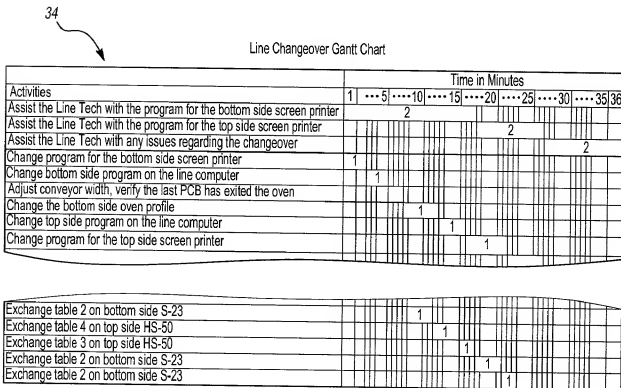 34
Line Changeover Gantt Chart
Time in Minutes
Activities 1 •••5 ••••10 ••••15 ••••20 ••••25 ••••30 ••••35 36
Assist the Line Tech with the program for the bottom side screen printer 2
Assist the Line Tech with the program for the top side screen printer 2
Assist the Line Tech with any issues regarding the changeover 2
Change program for the bottom side screen printer 1
Change bottom side program on the line computer 1
Adjust conveyor width, verify the last PCB has exited the oven
Change the bottom side oven profile 1
Change top side program on the line computer 1
Change program for the top side screen printer 1
Exchange table 2 on bottom side S-23 1
Exchange table 4 on top side HS-50 1
Exchange table 3 on top side HS-50 1
Exchange table 2 on bottom side S-23 1
Exchange table 2 on bottom side S-23 1